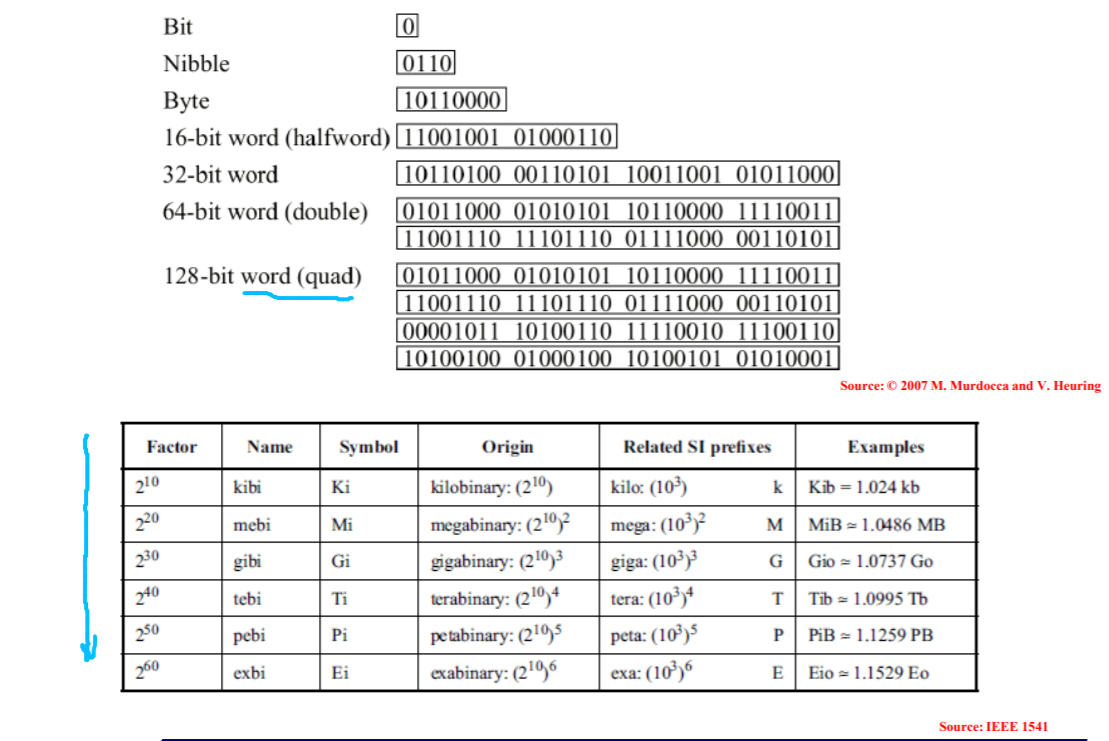 Bit 0
Nibble 0110
Byte 10110000
16-bit word (halfword) 11001001 01000110
32-bit word 10110100 00110101 10011001 01011000
64-bit word (double) 01011000 01010101 10110000 11110011
11001110 11101110 01111000 00110101
128-bit word (quad) 01011000 01010101 10110000 11110011
11001110 11101110 01111000 00110101
00001011 10100110 11110010 11100110
10100100 01000100 10100101 01010001
Source: © 2007 M. Murdocca and V. Heuring
Factor Name Symbol Origin Related SI prefixes Examples
2¹⁰ kibi Ki kilobinary: (2¹⁰) kilo: (10³) k Kib = 1.024 kb
2²⁰ mebi Mi megabinary: (2¹⁰)² mega: (10³)² M MiB ≃ 1.0486 MB
2³⁰ gibi Gi gigabinary: (2¹⁰)³ giga: (10³)³ G Gio ≃ 1.0737 Go
2⁴⁰ tebi Ti terabinary: (2¹⁰)⁴ tera: (10³)⁴ T Tib ≃ 1.0995 Tb
2⁵⁰ pebi Pi petabinary: (2¹⁰)⁵ peta: (10³)⁵ P PiB ≃ 1.1259 PB
2⁶⁰ exbi Ei exabinary: (2¹⁰)⁶ exa: (10³)⁶ E Eio ≃ 1.1529 Eo
Source: IEEE 1541